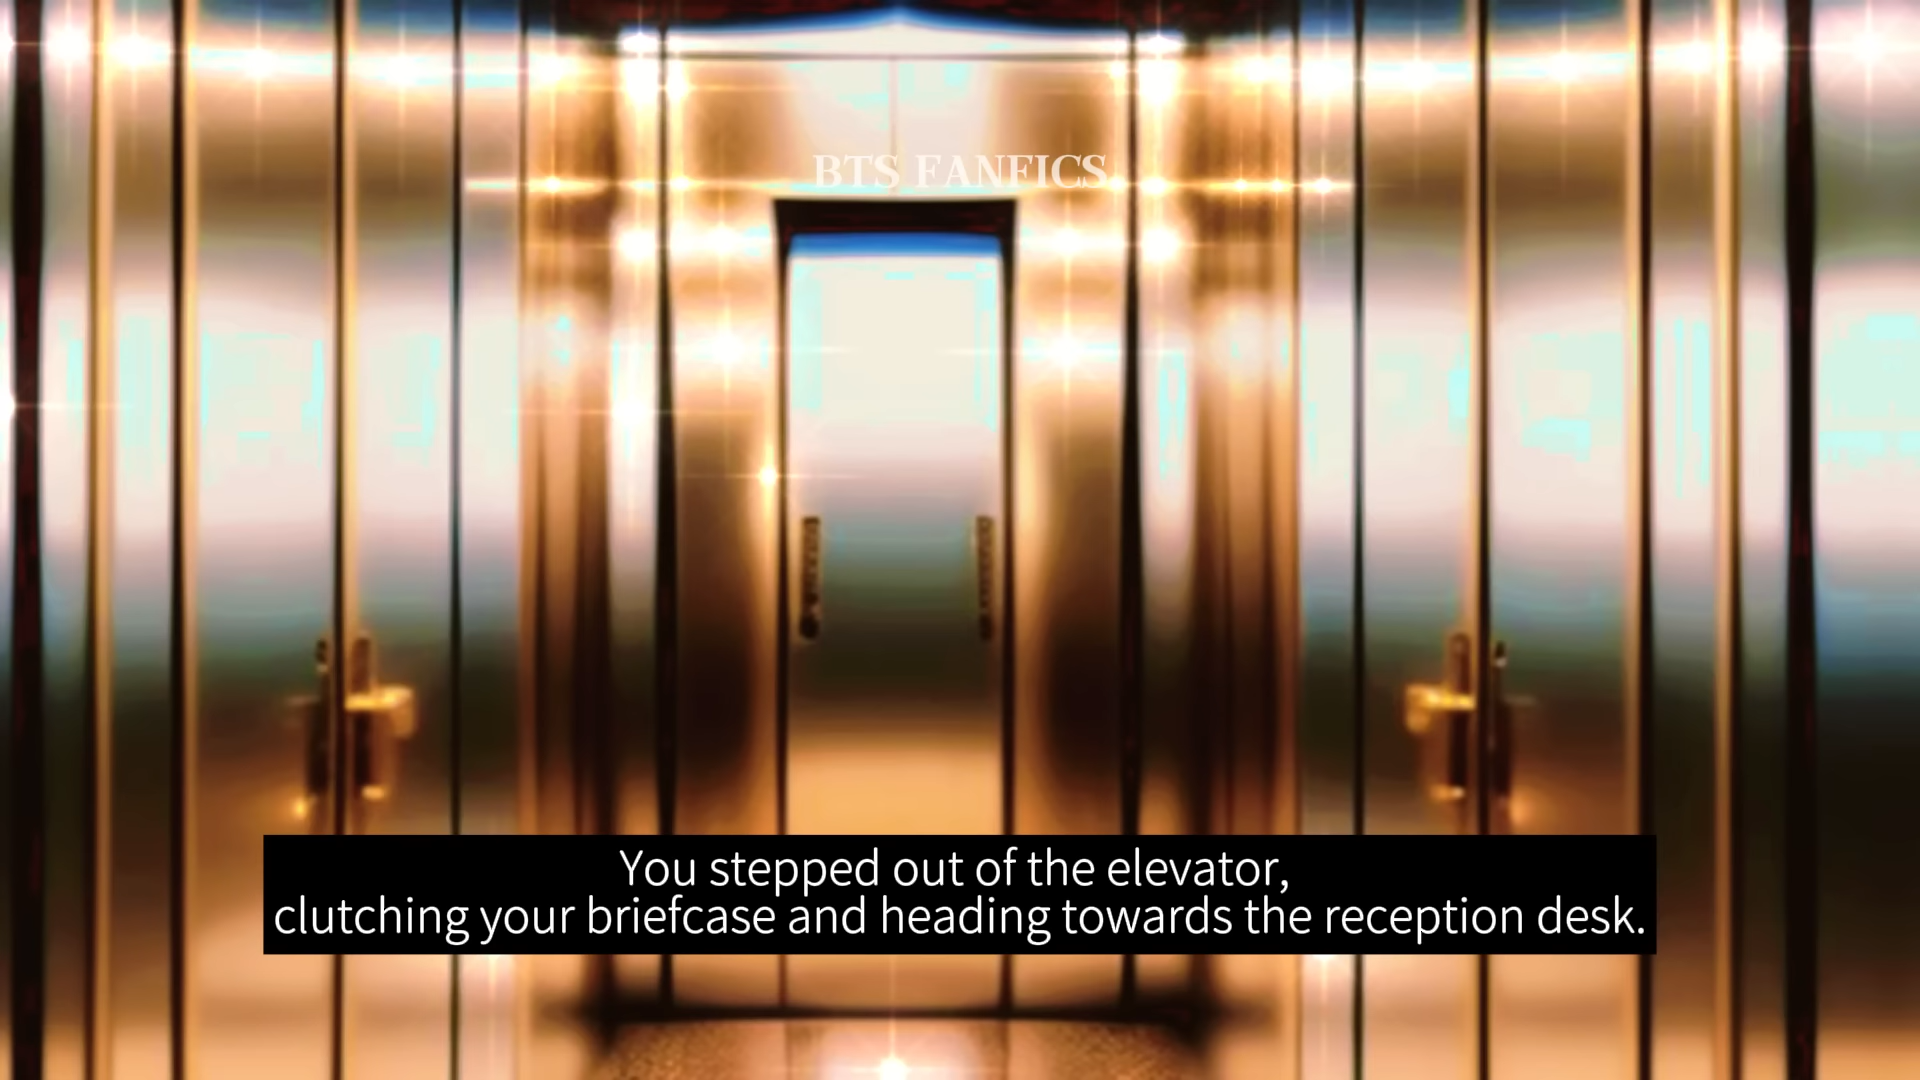 BTS FANFICS
You stepped out of the elevator,
clutching your briefcase and heading towards the reception desk.